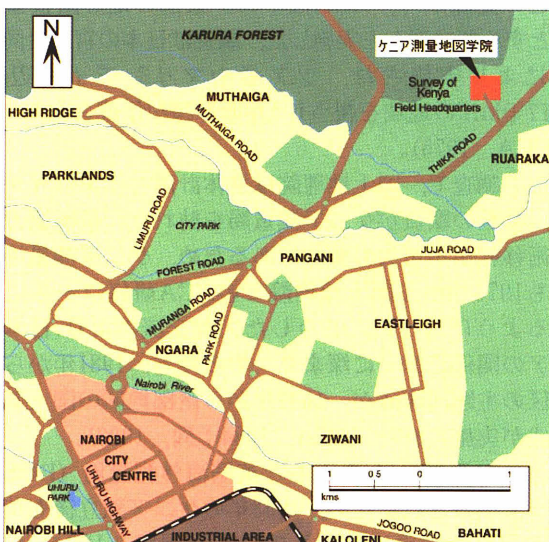 N
KARURA FOREST
ケニア測量地図学院
Survey of
Kenya
Field Headquarters
MUTHAIGA
HIGH RIDGE
MUTHAIGA ROAD
THIKA ROAD
RUARAKA
PARKLANDS
LIMURU ROAD
CITY PARK
JUJA ROAD
PANGANI
FOREST ROAD
MURANGA ROAD
EASTLEIGH
PARK ROAD
NGARA
Nairobi River
NAIROBI
CITY
CENTRE
ZIWANI
UHURU
PARK
UHURU HIGHWAY
1 0.5 0 1
kms
NAIROBI HILL
INDUSTRIAL AREA
JOGOO ROAD
KALOLENI
BAHATI